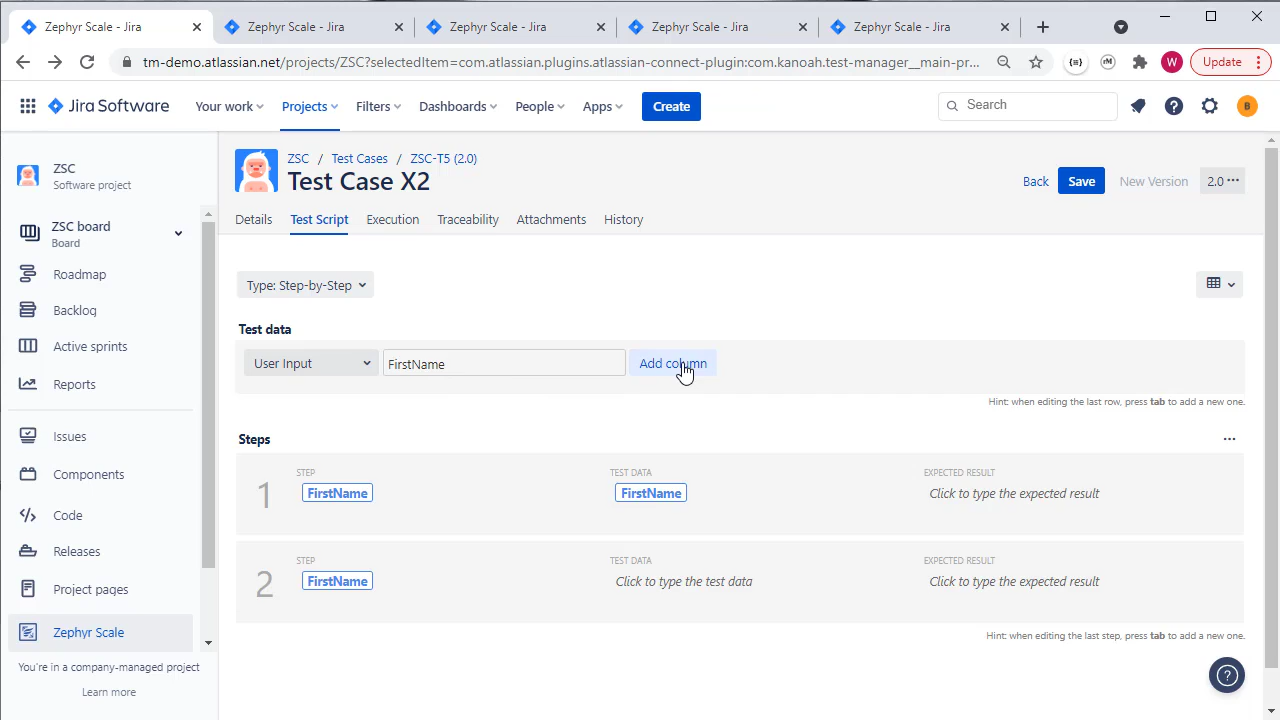 Zephyr Scale - Jira
Zephyr Scale - Jira
Zephyr Scale - Jira
Zephyr Scale - Jira
Zephyr Scale - Jira
tm-demo.atlassian.net/projects/ZSC?selectedItem=com.atlassian.plugins.atlassian-connect-plugin:com.kanoah.test-manager__main-pr...
W
Update
Jira Software
Your work
Projects
Filters
Dashboards
People
Apps
Create
Search
B
ZSC
Software project
ZSC board
Board
Roadmap
Backlog
Active sprints
Reports
Issues
Components
Code
Releases
Project pages
Zephyr Scale
You're in a company-managed project
Learn more
ZSC / Test Cases / ZSC-T5 (2.0)
Test Case X2
Back
Save
New Version
2.0 ...
Details
Test Script
Execution
Traceability
Attachments
History
Type: Step-by-Step
Test data
User Input
FirstName
Add column
Hint: when editing the last row, press tab to add a new one.
Steps
...
1
STEP
FirstName
TEST DATA
FirstName
EXPECTED RESULT
Click to type the expected result
2
STEP
FirstName
TEST DATA
Click to type the test data
EXPECTED RESULT
Click to type the expected result
Hint: when editing the last step, press tab to add a new one.